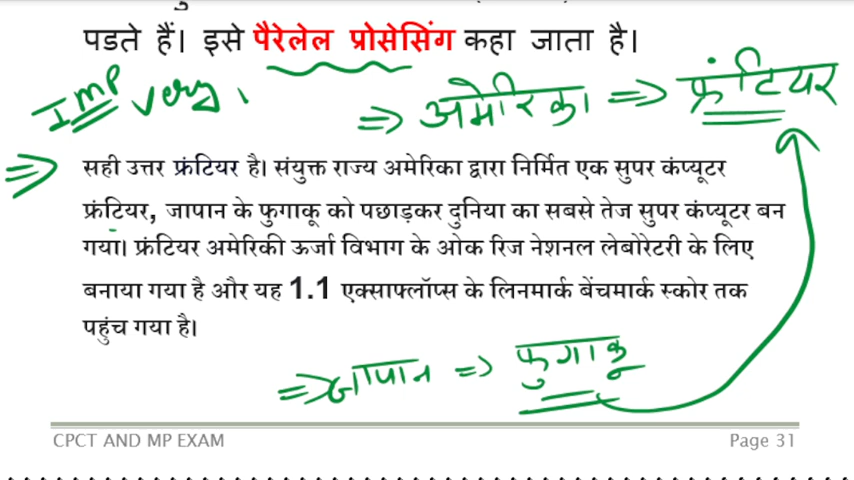 पडते हैं। इसे पैरेलेल प्रोसेसिंग कहा जाता है।
Imp very
⇒ अमेरिका ⇒ फ्रंटियर
⇒ सही उत्तर फ्रंटियर है। संयुक्त राज्य अमेरिका द्वारा निर्मित एक सुपर कंप्यूटर
फ्रंटियर, जापान के फुगाकू को पछाड़कर दुनिया का सबसे तेज सुपर कंप्यूटर बन
गया। फ्रंटियर अमेरिकी ऊर्जा विभाग के ओक रिज नेशनल लेबोरेटरी के लिए
बनाया गया है और यह 1.1 एक्साफ्लॉप्स के लिनमार्क बेंचमार्क स्कोर तक
पहुंच गया है।
⇒ जापान ⇒ फुगाकू
CPCT AND MP EXAM Page 31